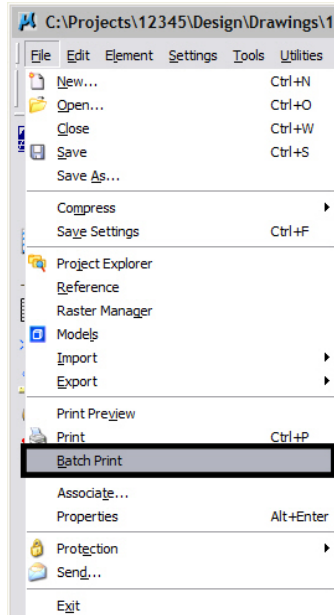 C:\Projects\12345\Design\Drawings\1
File Edit Element Settings Tools Utilities
New... Ctrl+N
Open... Ctrl+O
Close Ctrl+W
Save Ctrl+S
Save As...
Compress
Save Settings Ctrl+F
Project Explorer
Reference
Raster Manager
Models
Import
Export
Print Preview
Print Ctrl+P
Batch Print
Associate...
Properties Alt+Enter
Protection
Send...
Exit